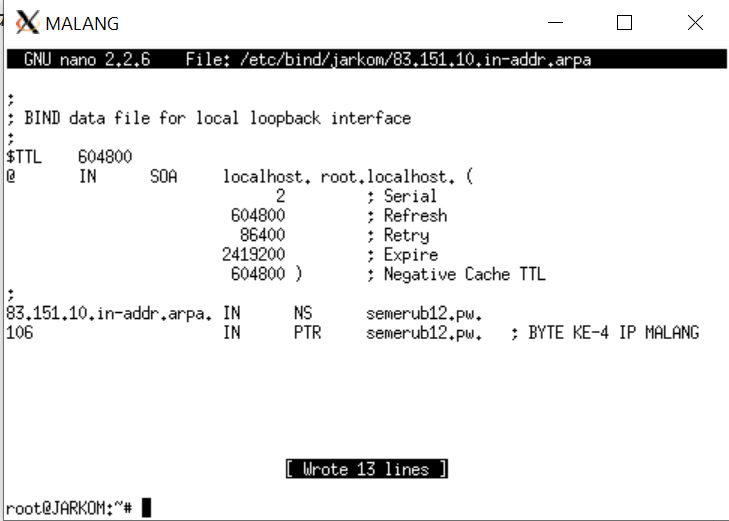 MALANG
GNU nano 2.2.6 File: /etc/bind/jarkom/83.151.10.in-addr.arpa
;
; BIND data file for local loopback interface
;
$TTL 604800
@ IN SOA localhost. root.localhost. (
2 ; Serial
604800 ; Refresh
86400 ; Retry
2419200 ; Expire
604800 ) ; Negative Cache TTL
;
83.151.10.in-addr.arpa. IN NS semerub12.pw.
106 IN PTR semerub12.pw. ; BYTE KE-4 IP MALANG
[ Wrote 13 lines ]
root@JARKOM:~#